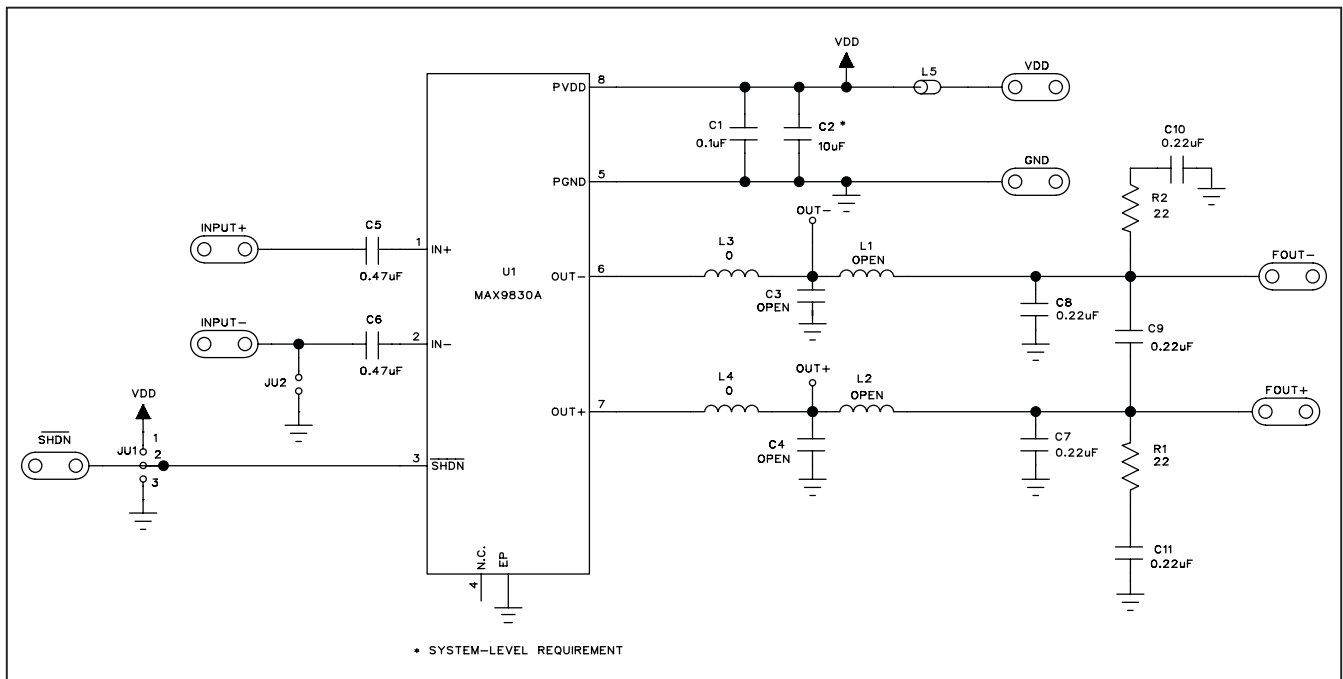 VDD
L5
VDD
8
PVDD
C1
0.1uF
C2 *
10uF
C10
0.22uF
PGND
5
GND
R2
22
OUT-
INPUT+
C5
1
IN+
0.47uF
L3
0
L1
OPEN
U1
MAX9830A
OUT-
6
FOUT-
C3
OPEN
C8
0.22uF
C9
0.22uF
INPUT-
C6
2
IN-
0.47uF
JU2
L4
0
OUT+
L2
OPEN
VDD
OUT+
7
FOUT+
SHDN
JU1
1
2
3
3
SHDN
C4
OPEN
C7
0.22uF
R1
22
N.C.
EP
4
C11
0.22uF
* SYSTEM-LEVEL REQUIREMENT